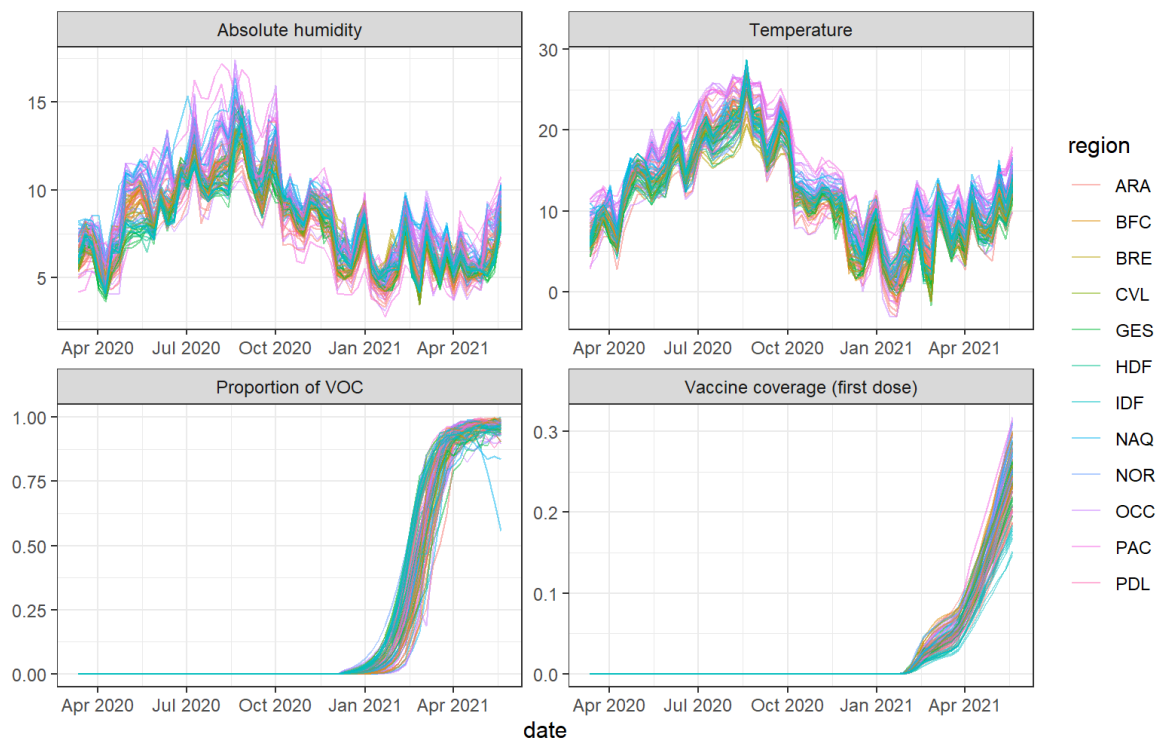 Absolute humidity
Temperature
15
10
5
30
20
10
0
Apr 2020 Jul 2020 Oct 2020 Jan 2021 Apr 2021
Apr 2020 Jul 2020 Oct 2020 Jan 2021 Apr 2021
Proportion of VOC
Vaccine coverage (first dose)
1.00
0.75
0.50
0.25
0.00
0.3
0.2
0.1
0.0
Apr 2020 Jul 2020 Oct 2020 Jan 2021 Apr 2021
Apr 2020 Jul 2020 Oct 2020 Jan 2021 Apr 2021
date
region
ARA
BFC
BRE
CVL
GES
HDF
IDF
NAQ
NOR
OCC
PAC
PDL